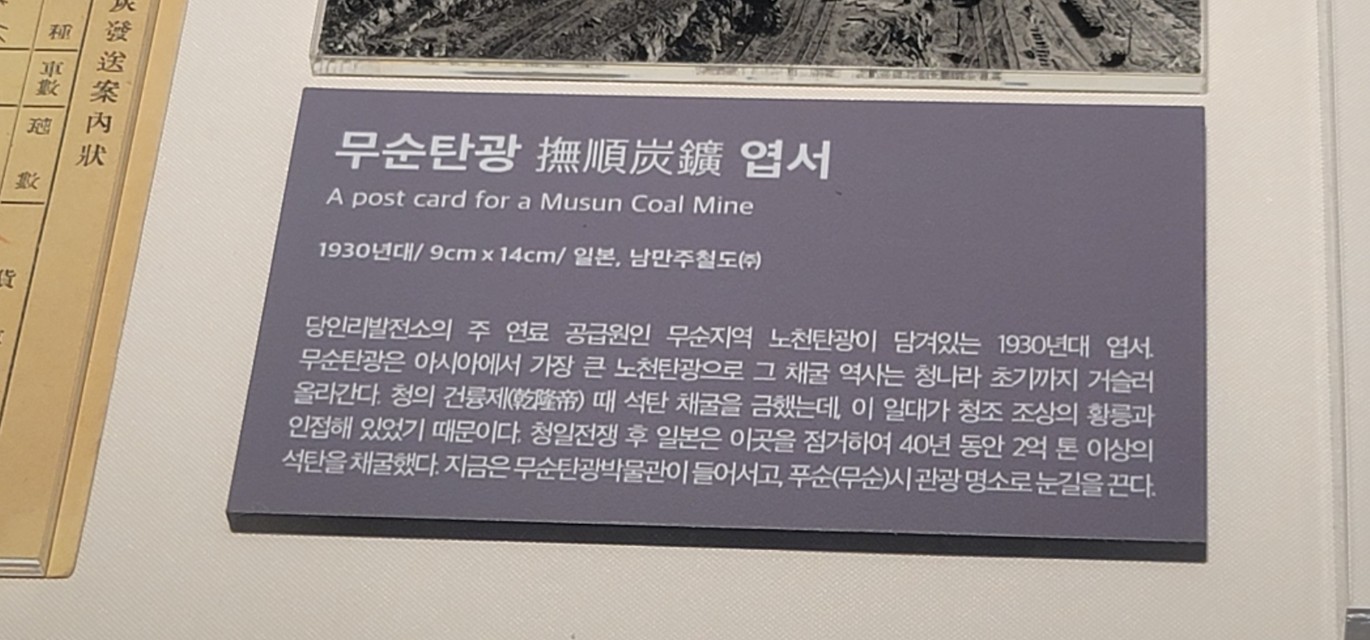 發送案內狀
種
車數
數
貨
무순탄광 撫順炭鑛 엽서
A post card for a Musun Coal Mine
1930년대/ 9cm x 14cm/ 일본, 남만주철도㈜
당인리발전소의 주 연료 공급원인 무순지역 노천탄광이 담겨있는 1930년대 엽서.
무순탄광은 아시아에서 가장 큰 노천탄광으로 그 채굴 역사는 청나라 초기까지 거슬러
올라간다. 청의 건륭제(乾隆帝) 때 석탄 채굴을 금했는데, 이 일대가 청조 조상의 황릉과
인접해 있었기 때문이다. 청일전쟁 후 일본은 이곳을 점거하여 40년 동안 2억 톤 이상의
석탄을 채굴했다. 지금은 무순탄광박물관이 들어서고, 푸순(무순)시 관광 명소로 눈길을 끈다.